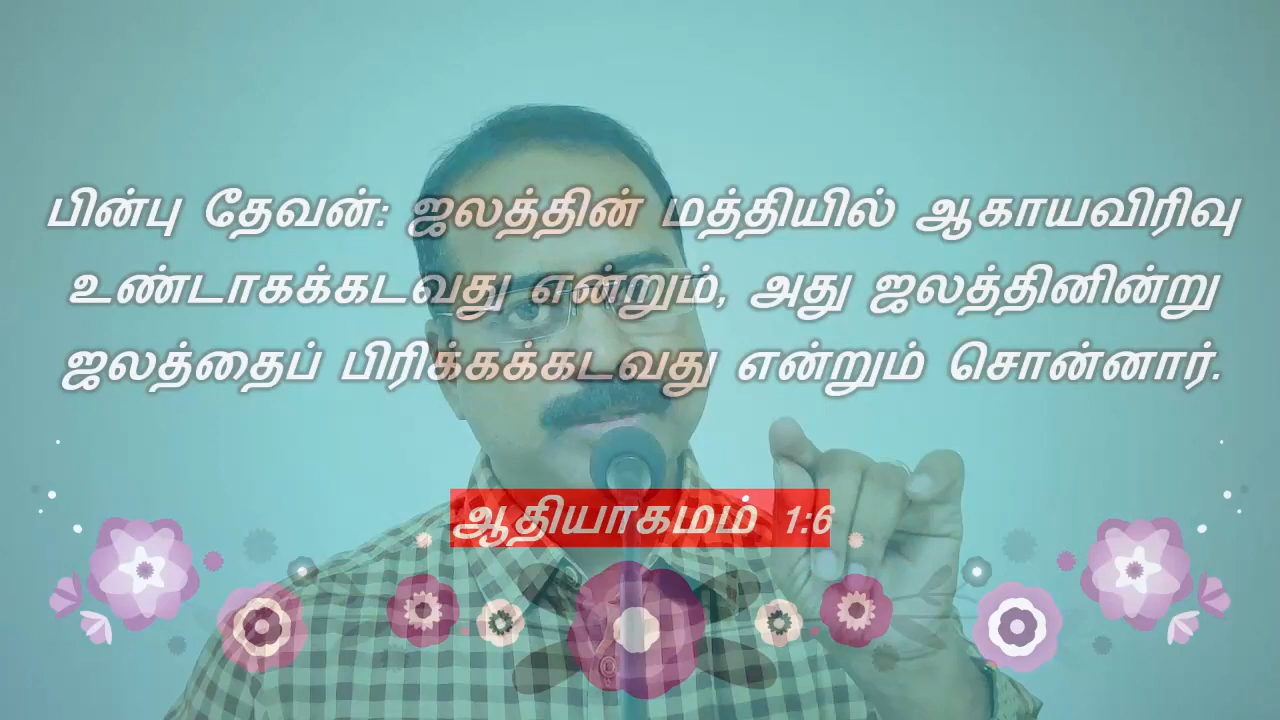 பின்பு தேவன்: ஜலத்தின் மத்தியில் ஆகாயவிரிவு
உண்டாகக்கடவது என்றும், அது ஜலத்தினின்று
ஜலத்தைப் பிரிக்கக்கடவது என்றும் சொன்னார்.
ஆதியாகமம் 1:6